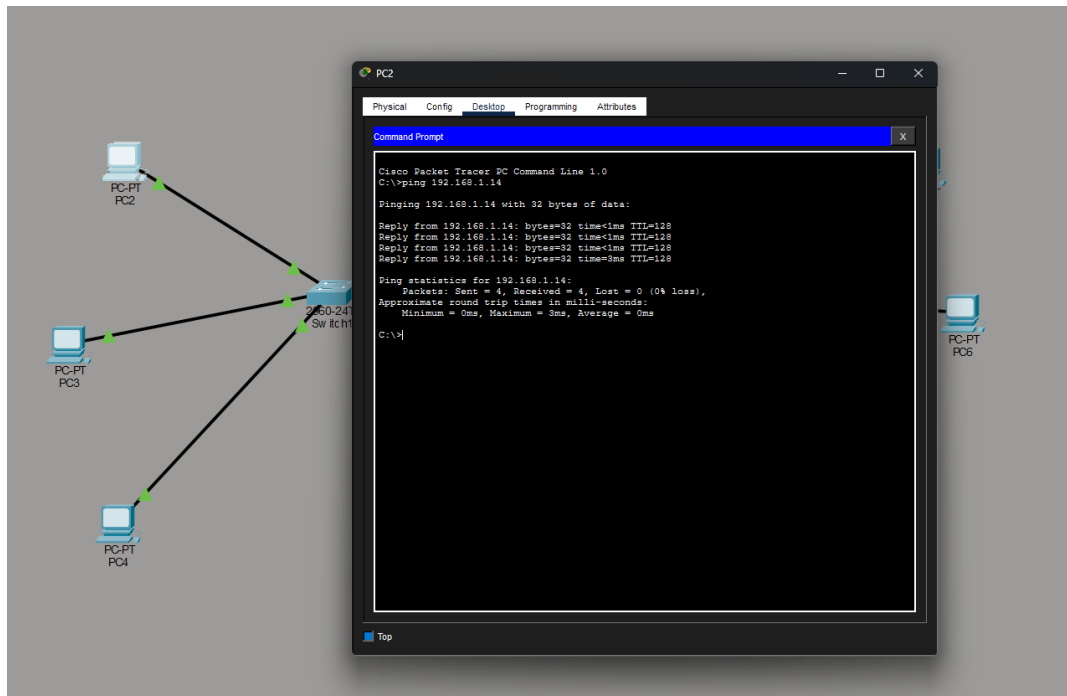 PC2
Physical Config Desktop Programming Attributes
Command Prompt
X
Cisco Packet Tracer PC Command Line 1.0
C:\>ping 192.168.1.14
Pinging 192.168.1.14 with 32 bytes of data:
Reply from 192.168.1.14: bytes=32 time<1ms TTL=128
Reply from 192.168.1.14: bytes=32 time<1ms TTL=128
Reply from 192.168.1.14: bytes=32 time<1ms TTL=128
Reply from 192.168.1.14: bytes=32 time=3ms TTL=128
Ping statistics for 192.168.1.14:
Packets: Sent = 4, Received = 4, Lost = 0 (0% loss),
Approximate round trip times in milli-seconds:
Minimum = 0ms, Maximum = 3ms, Average = 0ms
C:\>
Top
PC-PT
PC2
2960-24T
Switch1
PC-PT
PC3
PC-PT
PC4
PC-PT
PC6